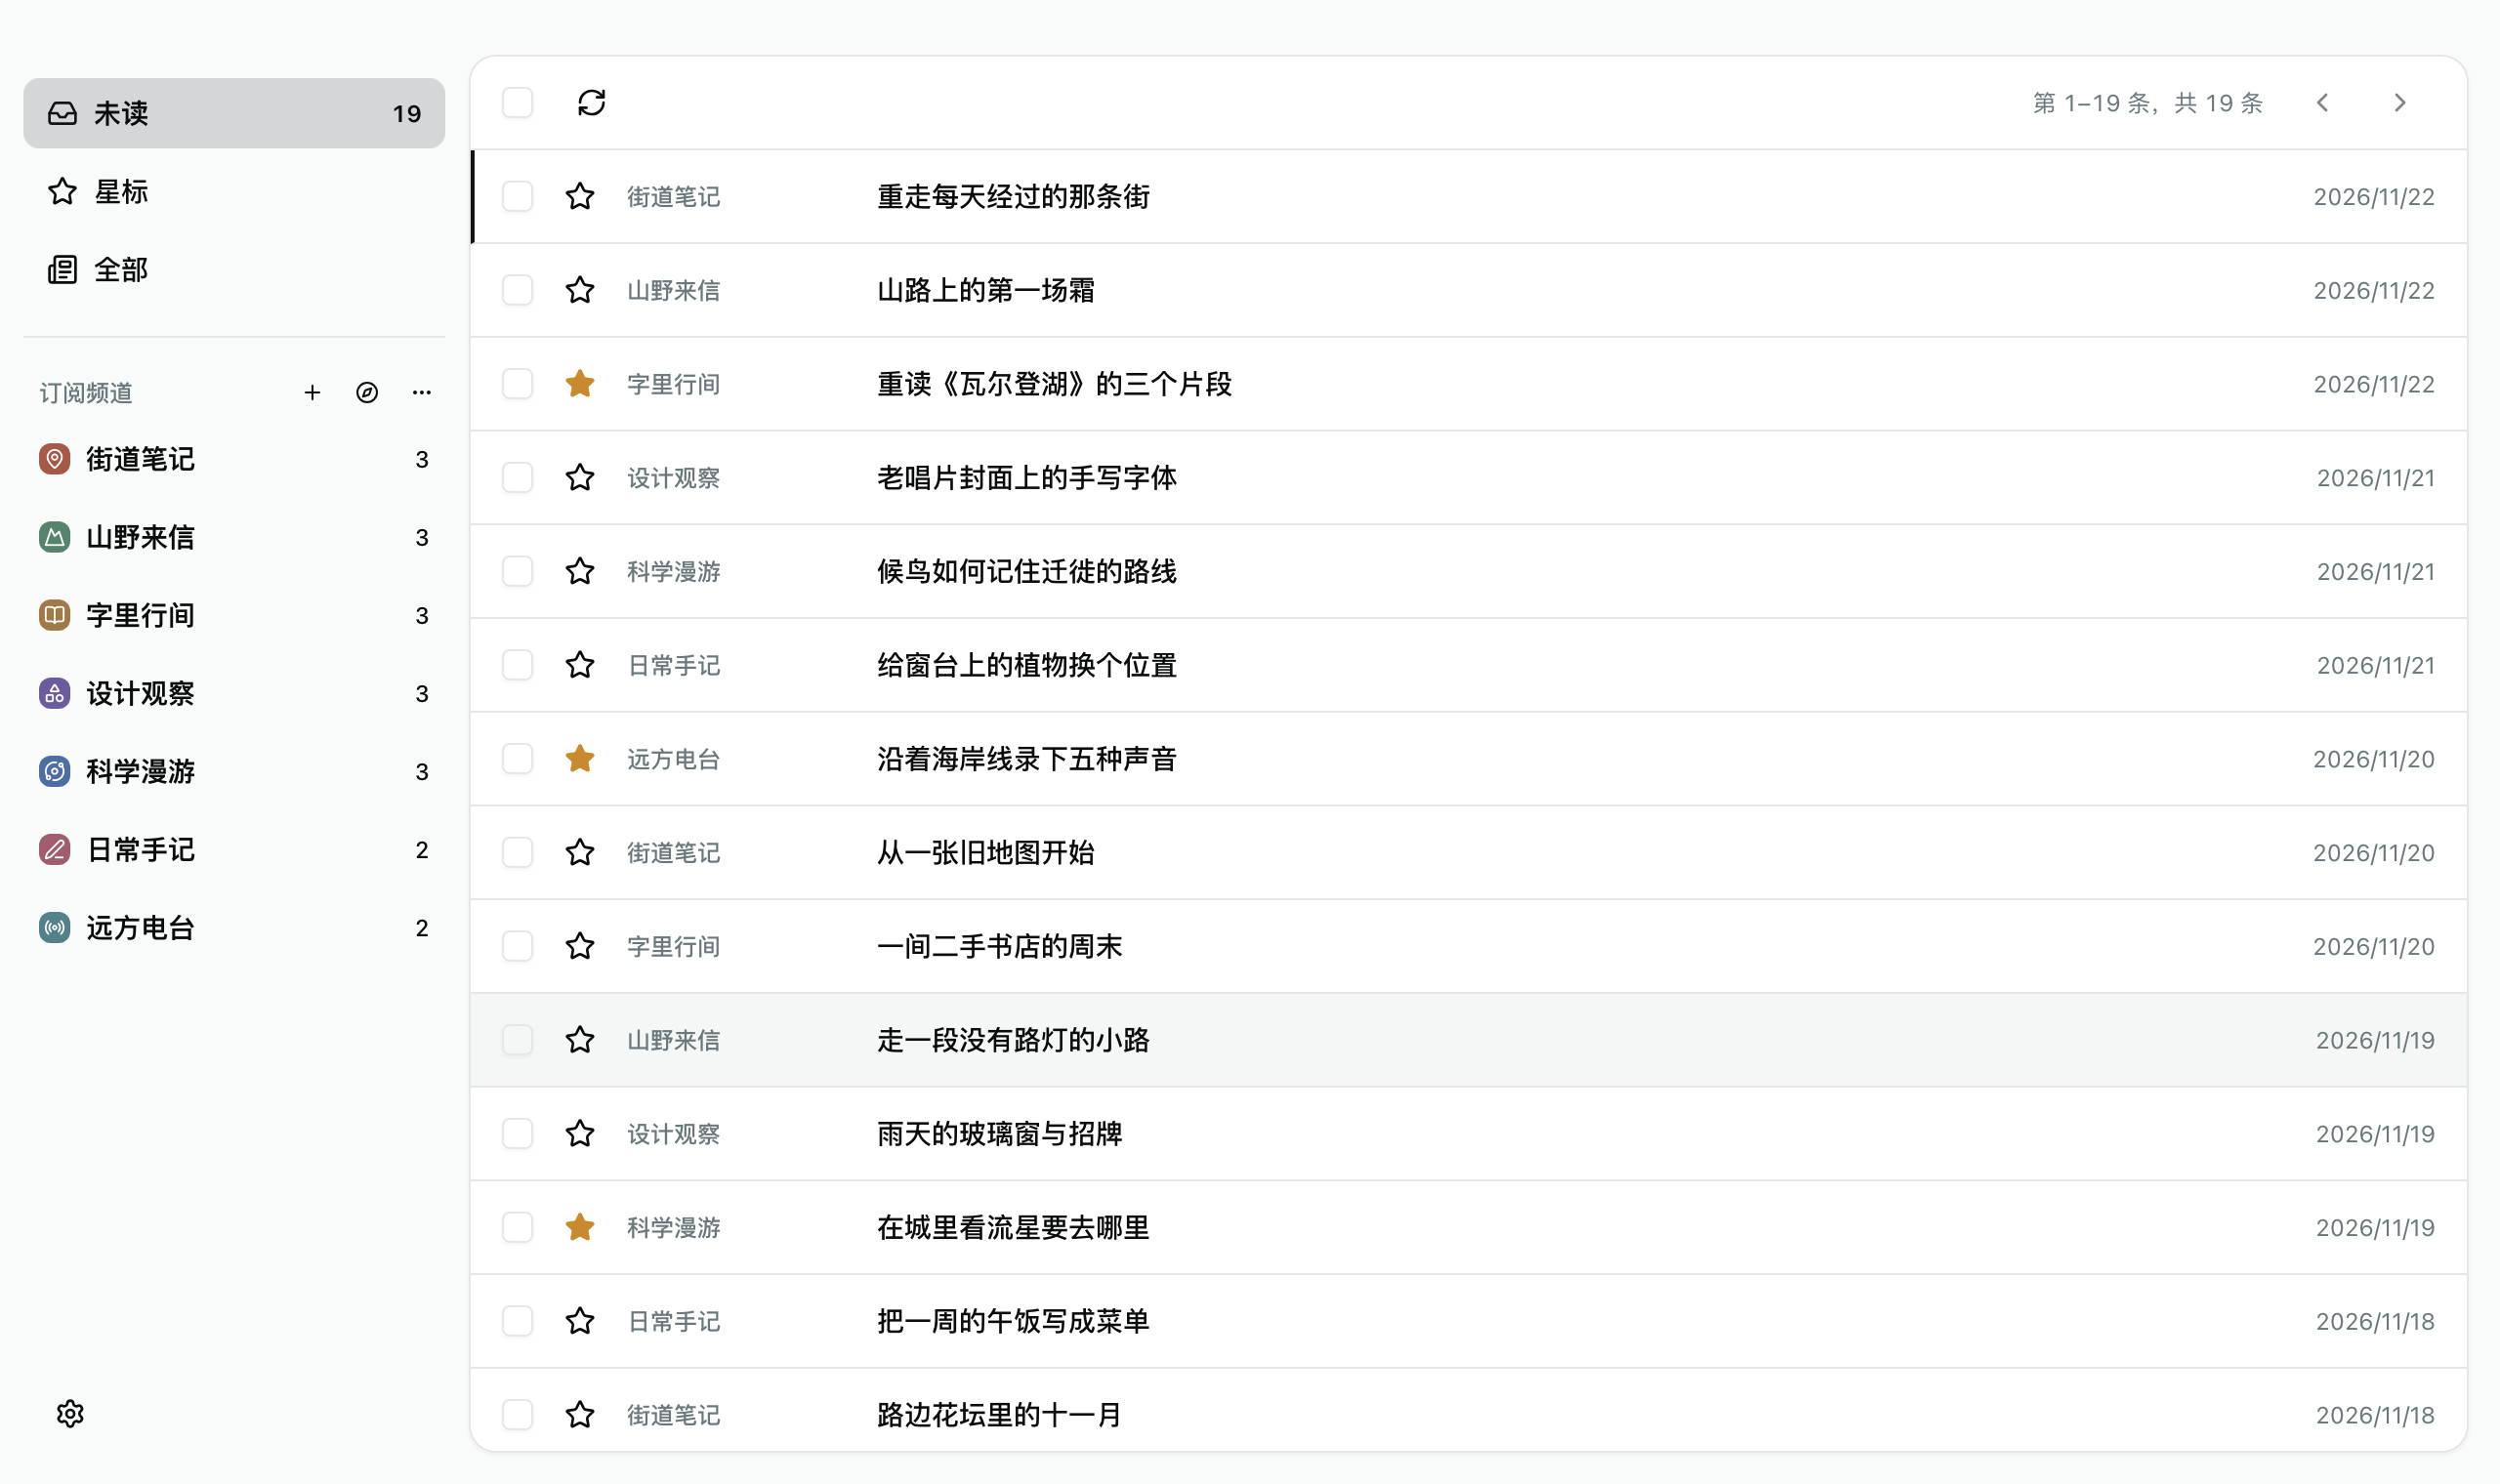 未读 19
星标
全部
订阅频道
街道笔记 3
山野来信 3
字里行间 3
设计观察 3
科学漫游 3
日常手记 2
远方电台 2
第 1–19 条，共 19 条
街道笔记 重走每天经过的那条街 2026/11/22
山野来信 山路上的第一场霜 2026/11/22
字里行间 重读《瓦尔登湖》的三个片段 2026/11/22
设计观察 老唱片封面上的手写字体 2026/11/21
科学漫游 候鸟如何记住迁徙的路线 2026/11/21
日常手记 给窗台上的植物换个位置 2026/11/21
远方电台 沿着海岸线录下五种声音 2026/11/20
街道笔记 从一张旧地图开始 2026/11/20
字里行间 一间二手书店的周末 2026/11/20
山野来信 走一段没有路灯的小路 2026/11/19
设计观察 雨天的玻璃窗与招牌 2026/11/19
科学漫游 在城里看流星要去哪里 2026/11/19
日常手记 把一周的午饭写成菜单 2026/11/18
街道笔记 路边花坛里的十一月 2026/11/18